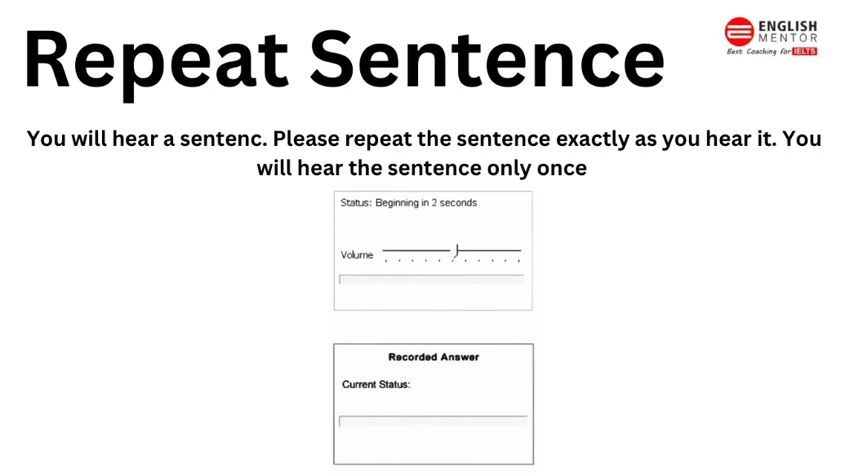 Repeat Sentence
ENGLISH
MENTOR
Best Coaching for IELTS
You will hear a sentenc. Please repeat the sentence exactly as you hear it. You
will hear the sentence only once
Status: Beginning in 2 seconds
Volume
Recorded Answer
Current Status: